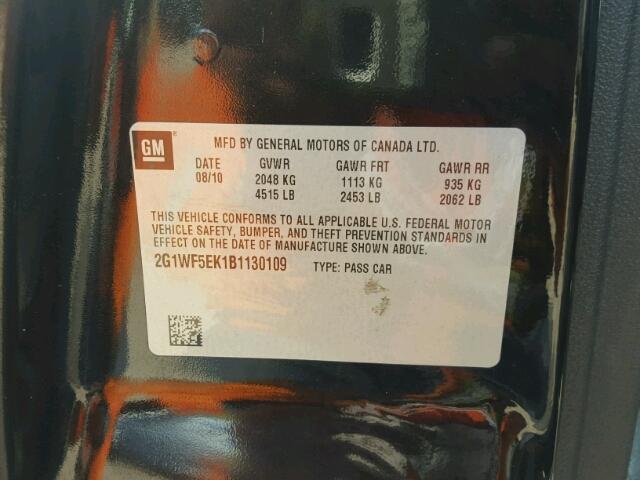 GM
MFD BY GENERAL MOTORS OF CANADA LTD.
DATE GVWR GAWR FRT GAWR RR
08/10 2048 KG 1113 KG 935 KG
4515 LB 2453 LB 2062 LB
THIS VEHICLE CONFORMS TO ALL APPLICABLE U.S. FEDERAL MOTOR
VEHICLE SAFETY, BUMPER, AND THEFT PREVENTION STANDARDS IN
EFFECT ON THE DATE OF MANUFACTURE SHOWN ABOVE.
2G1WF5EK1B1130109 TYPE: PASS CAR